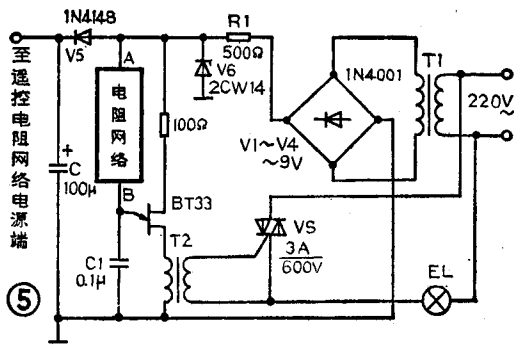 1N4148
R1
V5
A
V6
500Ω
1N4001
T1
2CW14
电阻网络
100Ω
220V~
V1~V4
~9V
至遥控电阻网络电源端
+
C
100μ
B
BT33
T2
VS
3A
600V
C1
0.1μ
EL
⑤